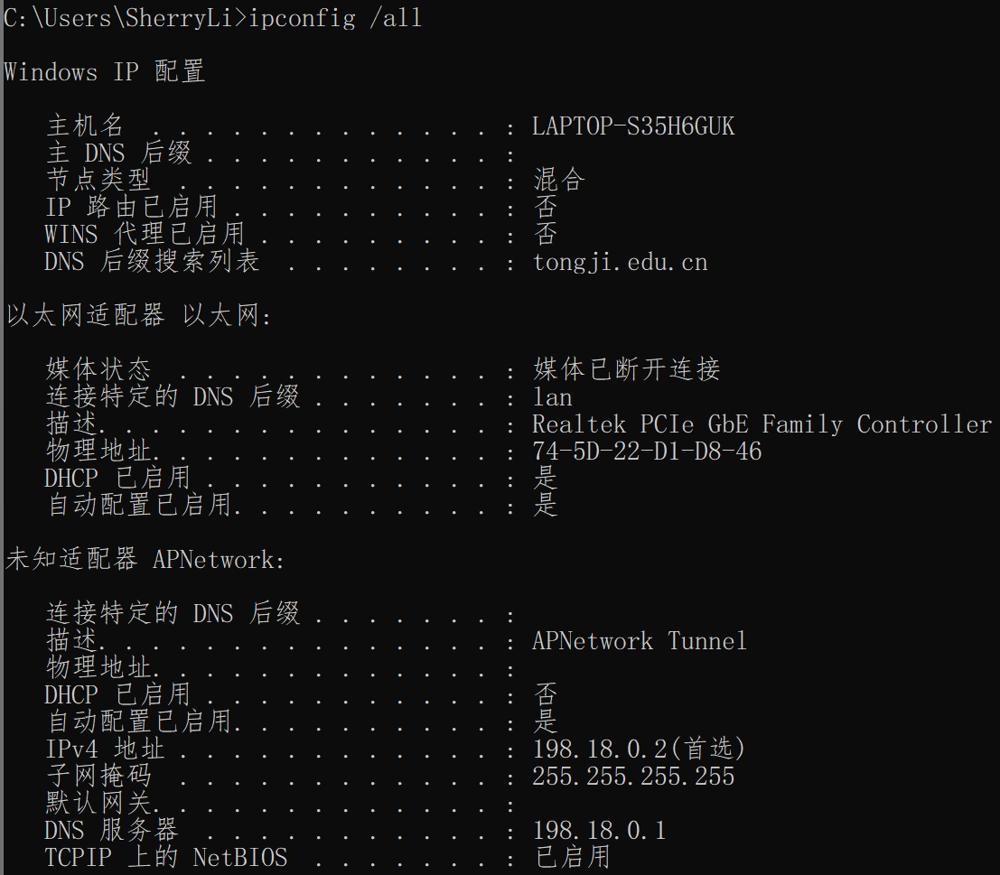 C:\Users\SherryLi>ipconfig /all
Windows IP 配置
主机名 . . . . . . . . . . . . . : LAPTOP-S35H6GUK
主 DNS 后缀 . . . . . . . . . . . :
节点类型 . . . . . . . . . . . . : 混合
IP 路由已启用 . . . . . . . . . . : 否
WINS 代理已启用 . . . . . . . . . : 否
DNS 后缀搜索列表 . . . . . . . . : tongji.edu.cn
以太网适配器 以太网:
媒体状态 . . . . . . . . . . . . : 媒体已断开连接
连接特定的 DNS 后缀 . . . . . . . : lan
描述. . . . . . . . . . . . . . . : Realtek PCIe GbE Family Controller
物理地址. . . . . . . . . . . . . : 74-5D-22-D1-D8-46
DHCP 已启用 . . . . . . . . . . . : 是
自动配置已启用. . . . . . . . . . : 是
未知适配器 APNetwork:
连接特定的 DNS 后缀 . . . . . . . :
描述. . . . . . . . . . . . . . . : APNetwork Tunnel
物理地址. . . . . . . . . . . . . :
DHCP 已启用 . . . . . . . . . . . : 否
自动配置已启用. . . . . . . . . . : 是
IPv4 地址 . . . . . . . . . . . . : 198.18.0.2(首选)
子网掩码 . . . . . . . . . . . . : 255.255.255.255
默认网关. . . . . . . . . . . . . :
DNS 服务器 . . . . . . . . . . . : 198.18.0.1
TCPIP 上的 NetBIOS . . . . . . . : 已启用